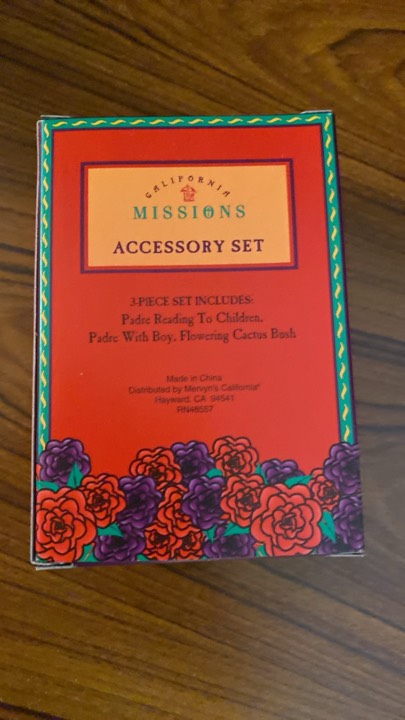 CALIFORNIA
MISSIONS
ACCESSORY SET
3-PIECE SET INCLUDES:
Padre Reading To Children,
Padre With Boy, Flowering Cactus Bush
Made in China
Distributed by Mervyn's California®
Hayward, CA 94541
RN46557